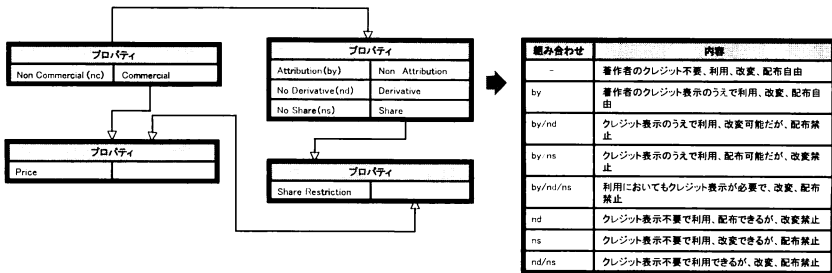 プロパティ
Non Commercial (nc) Commercial
プロパティ
Price
プロパティ
Attribution(by) Non Attribution
No Derivative(nd) Derivative
No Share(ns) Share
プロパティ
Share Restriction
組み合わせ 内容
- 著作者のクレジット不要、利用、改変、配布自由
by 著作者のクレジット表示のうえで利用、改変、配布自
由
by/nd クレジット表示のうえで利用、改変可能だが、配布禁
止
by/ns クレジット表示のうえで利用、配布可能だが、改変禁
止
by/nd/ns 利用においてもクレジット表示が必要で、改変、配布
禁止
nd クレジット表示不要で利用、配布できるが、改変禁止
ns クレジット表示不要で利用、改変できるが、配布禁止
nd/ns クレジット表示不要で利用できるが、改変、配布禁止